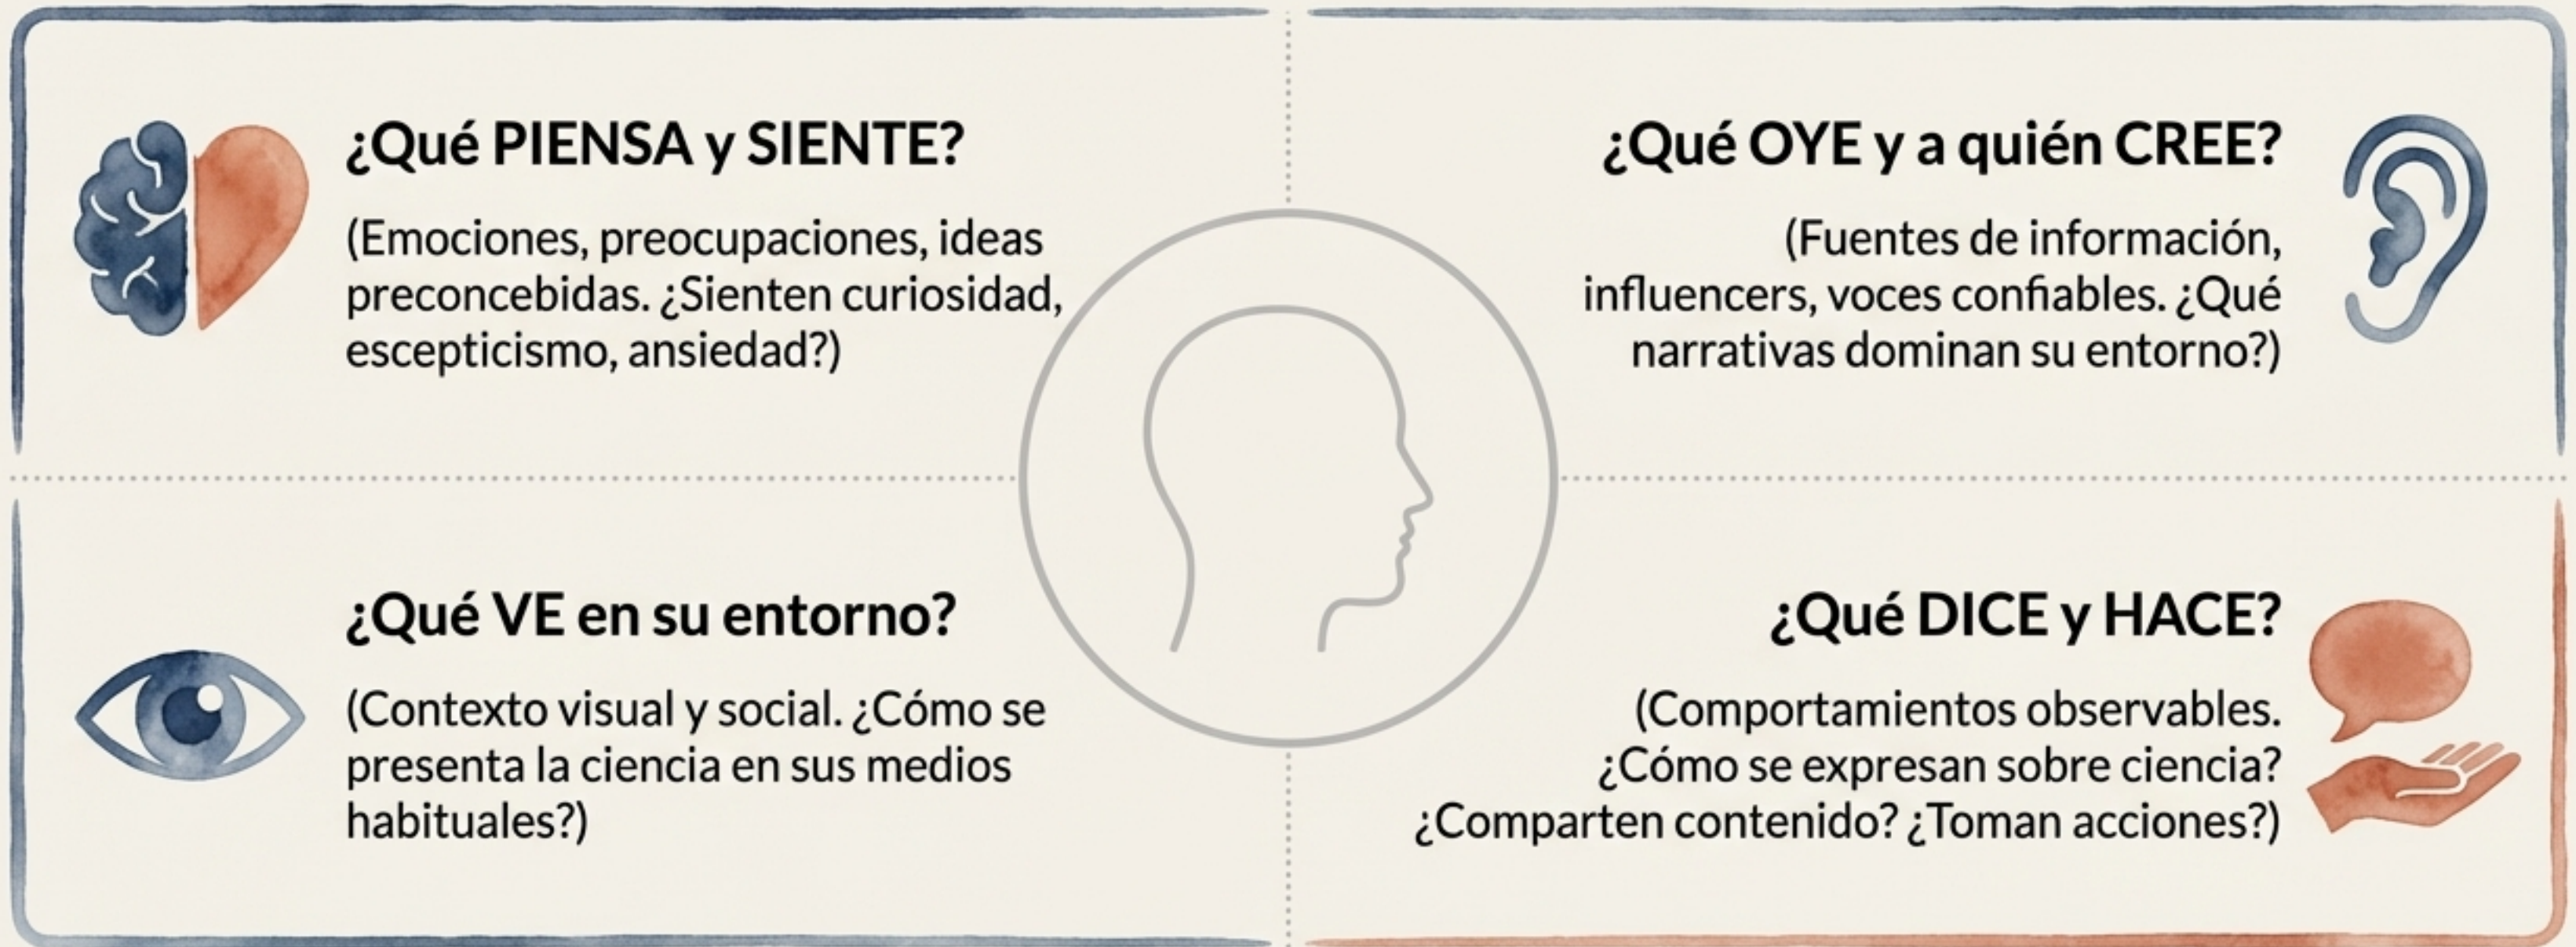 ¿Qué PIENSA y SIENTE?
(Emociones, preocupaciones, ideas
preconcebidas. ¿Sienten curiosidad,
escepticismo, ansiedad?)
¿Qué OYE y a quién CREE?
(Fuentes de información,
influencers, voces confiables. ¿Qué
narrativas dominan su entorno?)
¿Qué VE en su entorno?
(Contexto visual y social. ¿Cómo se
presenta la ciencia en sus medios
habituales?)
¿Qué DICE y HACE?
(Comportamientos observables.
¿Cómo se expresan sobre ciencia?
¿Comparten contenido? ¿Toman acciones?)